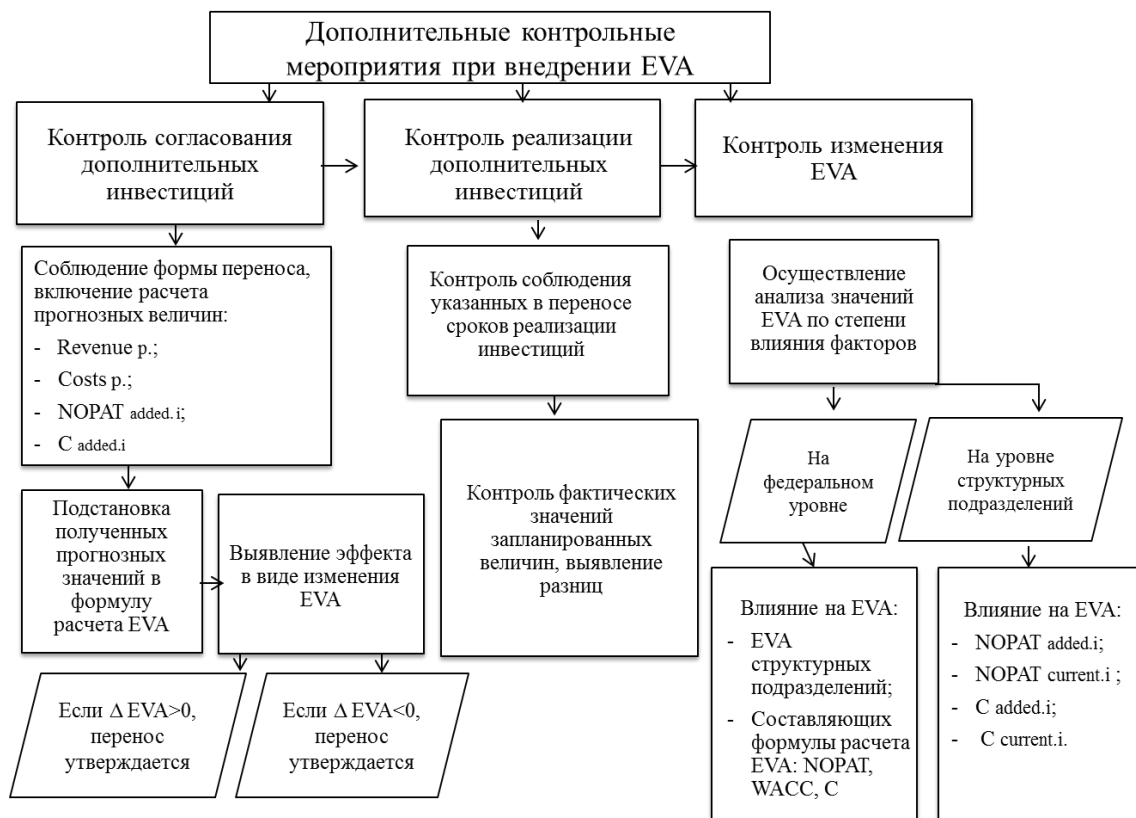 Дополнительные контрольные
мероприятия при внедрении EVA
Контроль согласования
дополнительных
инвестиций
Контроль реализации
дополнительных
инвестиций
Контроль изменения
EVA
Соблюдение формы переноса,
включение расчета
прогнозных величин:
- Revenue p.;
- Costs p.;
- NOPAT added.i;
- C added.i
Контроль соблюдения
указанных в переносе
сроков реализации
инвестиций
Осуществление
анализа значений
EVA по степени
влияния факторов
Подстановка
полученных
прогнозных
значений в
формулу
расчета EVA
Выявление эффекта
в виде изменения
EVA
Контроль фактических
значений
запланированных
величин, выявление
разниц
На
федеральном
уровне
На уровне
структурных
подразделений
Если Δ EVA>0,
перенос
утверждается
Если Δ EVA<0,
перенос
утверждается
Влияние на EVA:
- EVA
структурных
подразделений;
- Составляющих
формулы расчета
EVA: NOPAT,
WACC, C
Влияние на EVA:
- NOPAT added.i;
- NOPAT current.i ;
- C added.i;
- C current.i.